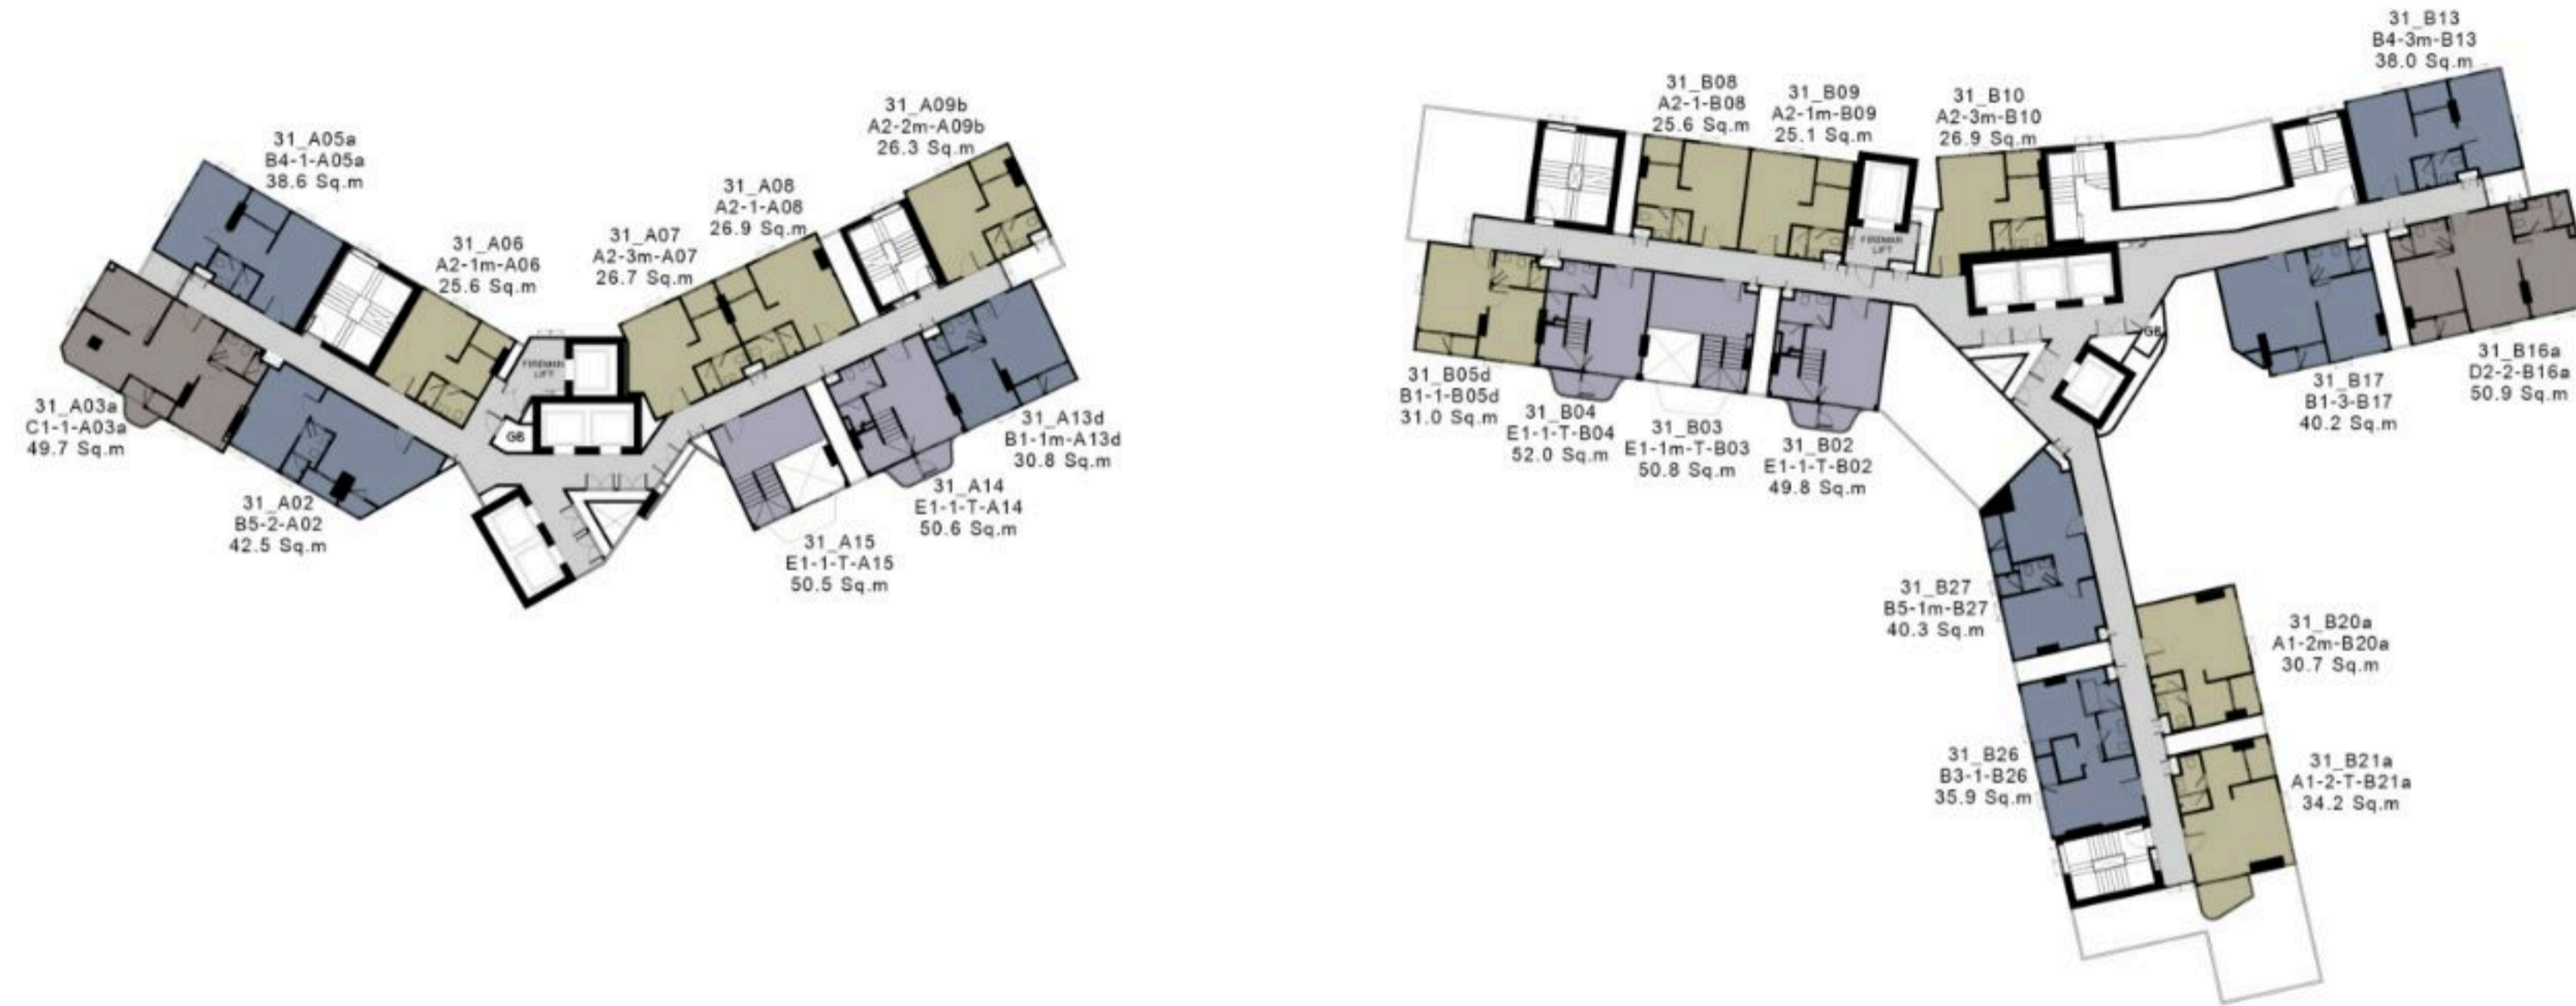 31_A05a
B4-1-A05a
38.6 Sq.m
31_A06
A2-1m-A06
25.6 Sq.m
31_A07
A2-3m-A07
26.7 Sq.m
31_A08
A2-1-A08
26.9 Sq.m
31_A09b
A2-2m-A09b
26.3 Sq.m
FIREMAN
LIFT
GB
31_A03a
C1-1-A03a
49.7 Sq.m
31_A02
B5-2-A02
42.5 Sq.m
31_A15
E1-1-T-A15
50.5 Sq.m
31_A14
E1-1-T-A14
50.6 Sq.m
31_A13d
B1-1m-A13d
30.8 Sq.m
31_B08
A2-1-B08
25.6 Sq.m
31_B09
A2-1m-B09
25.1 Sq.m
31_B10
A2-3m-B10
26.9 Sq.m
31_B13
B4-3m-B13
38.0 Sq.m
FIREMAN
LIFT
GB
31_B05d
B1-1-B05d
31.0 Sq.m
31_B04
E1-1-T-B04
52.0 Sq.m
31_B03
E1-1m-T-B03
50.8 Sq.m
31_B02
E1-1-T-B02
49.8 Sq.m
31_B17
B1-3-B17
40.2 Sq.m
31_B16a
D2-2-B16a
50.9 Sq.m
31_B27
B5-1m-B27
40.3 Sq.m
31_B20a
A1-2m-B20a
30.7 Sq.m
31_B26
B3-1-B26
35.9 Sq.m
31_B21a
A1-2-T-B21a
34.2 Sq.m